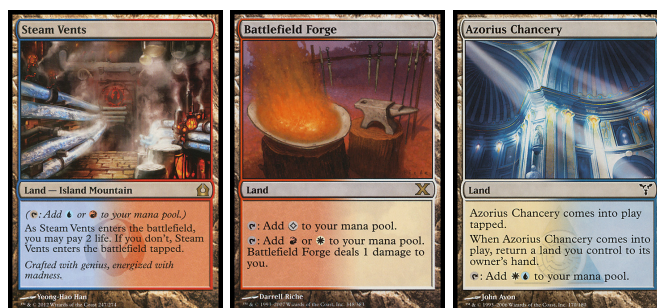 Steam Vents
Land — Island Mountain
(: Add or to your mana pool.)
As Steam Vents enters the battlefield,
you may pay 2 life. If you don't, Steam
Vents enters the battlefield tapped.
Crafted with genius, energized with
madness.
Yeong-Hao Han
Battlefield Forge
Land
: Add to your mana pool.
: Add or to your mana pool.
Battlefield Forge deals 1 damage to
you.
Darrell Riche
Azorius Chancery
Land
Azorius Chancery comes into play
tapped.
When Azorius Chancery comes into
play, return a land you control to its
owner's hand.
: Add to your mana pool.
John Avon